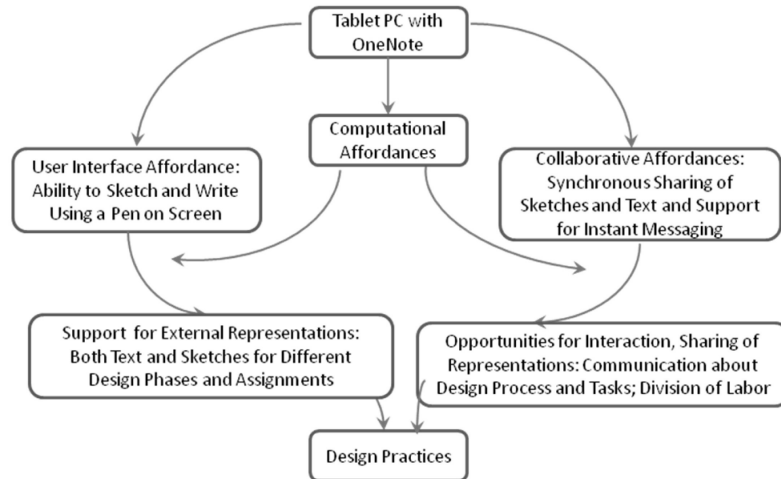 Tablet PC with
OneNote
Computational
Affordances
User Interface Affordance:
Ability to Sketch and Write
Using a Pen on Screen
Collaborative Affordances:
Synchronous Sharing of
Sketches and Text and Support
for Instant Messaging
Support for External Representations:
Both Text and Sketches for Different
Design Phases and Assignments
Opportunities for Interaction, Sharing of
Representations: Communication about
Design Process and Tasks; Division of Labor
Design Practices